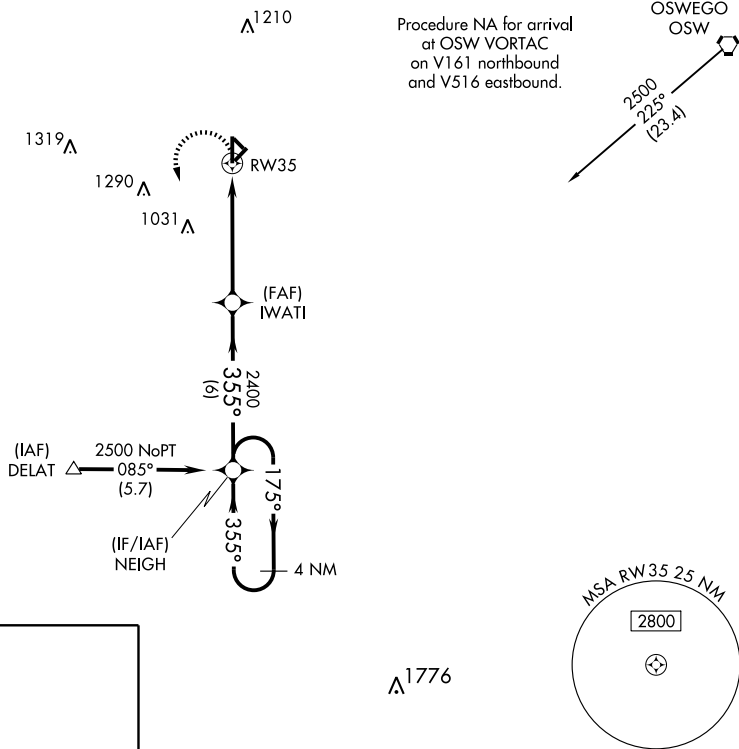 1210
Procedure NA for arrival
at OSW VORTAC
on V161 northbound
and V516 eastbound.
OSWEGO
OSW
2500
225°
(23.4)
1319
1290
1031
RW35
(FAF)
IWATI
2400
355°
(6)
(IAF)
DELAT
2500 NoPT
085°
(5.7)
(IF/IAF)
NEIGH
175°
355°
4 NM
MSA RW35 25 NM
2800
1776